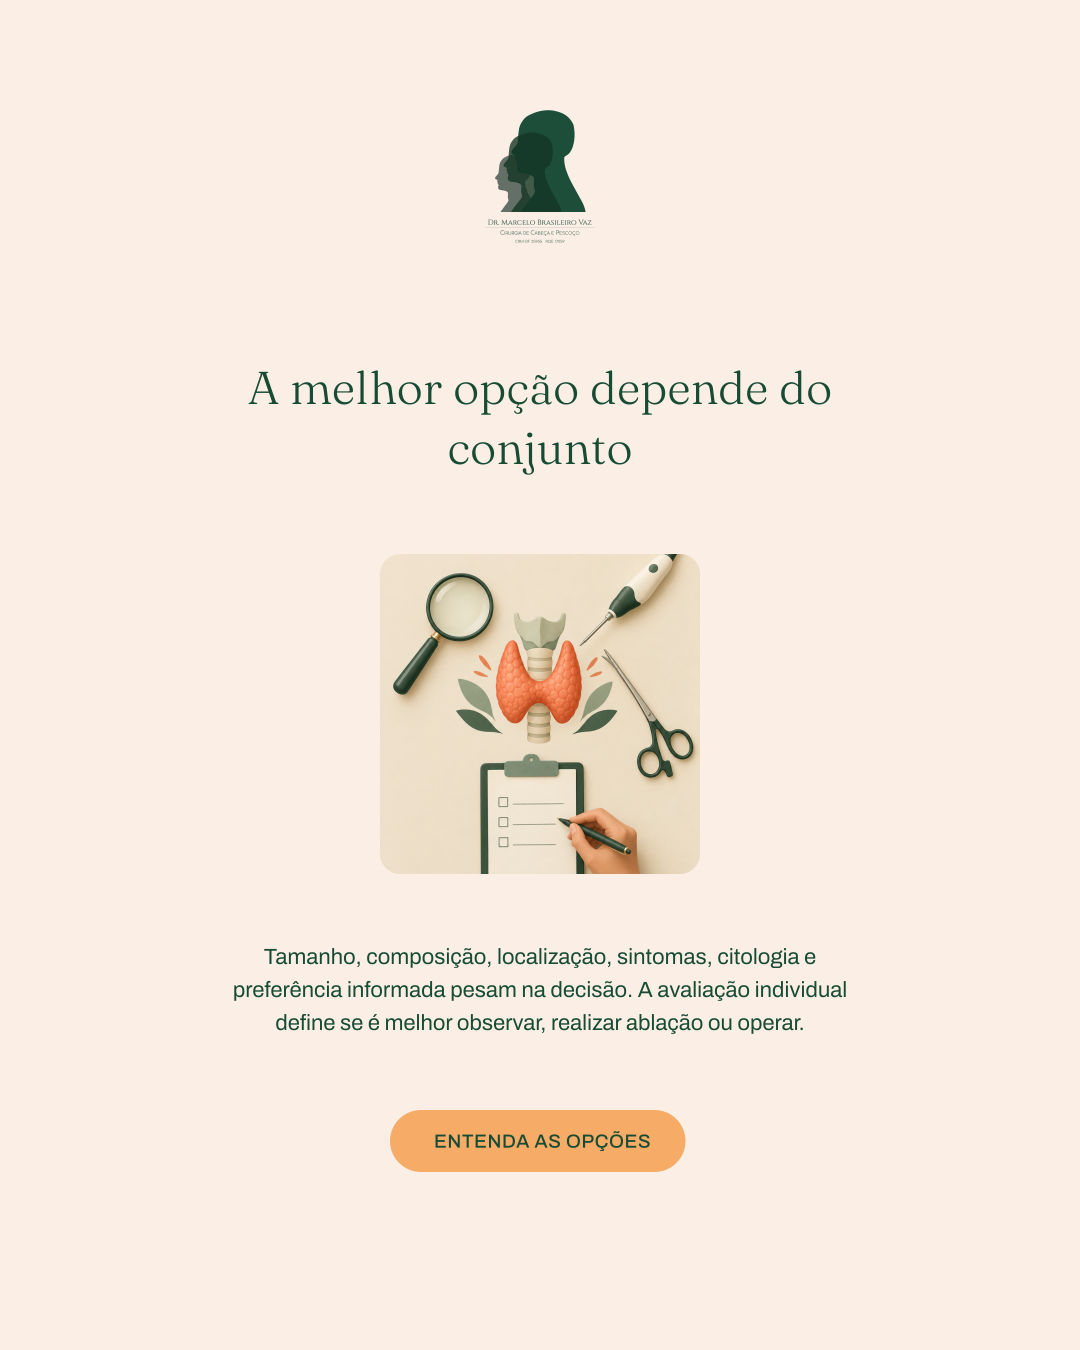 Dr. Marcelo Brasileiro Vaz
Cirurgia de Cabeça e Pescoço
A melhor opção depende do
conjunto
Tamanho, composição, localização, sintomas, citologia e
preferência informada pesam na decisão. A avaliação individual
define se é melhor observar, realizar ablação ou operar.
ENTENDA AS OPÇÕES